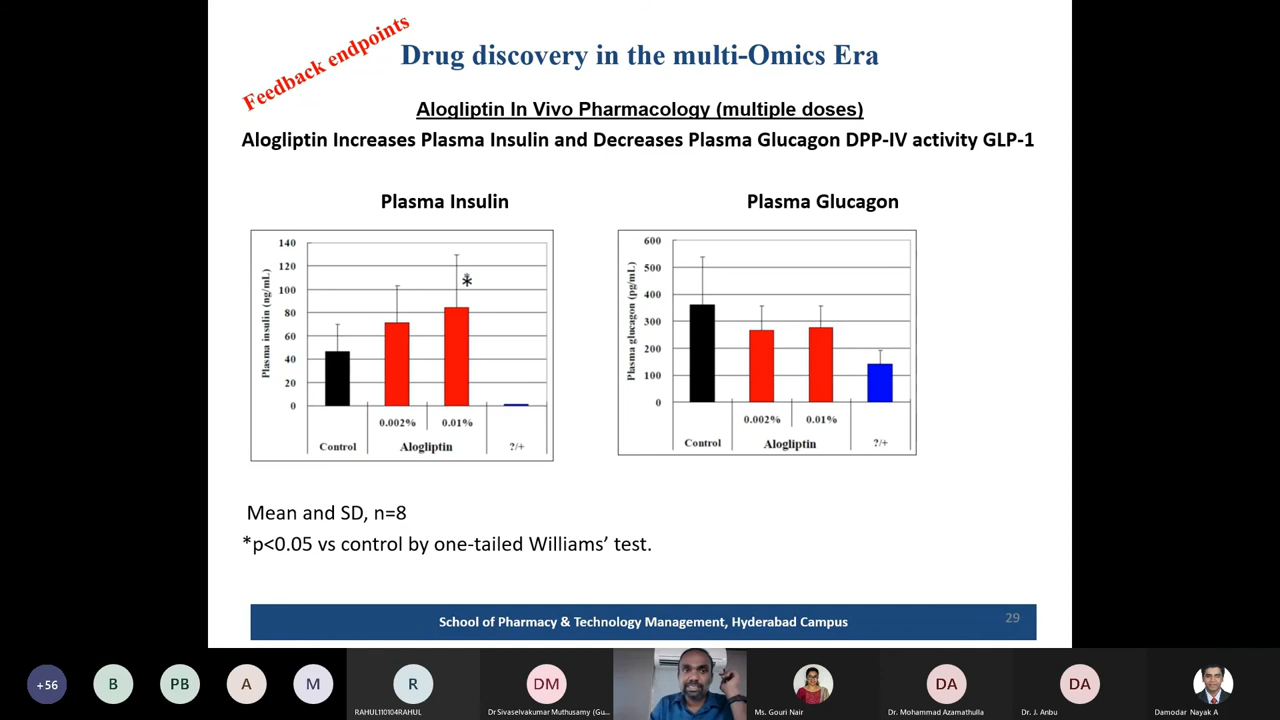 Feedback endpoints
Drug discovery in the multi-Omics Era
Alogliptin In Vivo Pharmacology (multiple doses)
Alogliptin Increases Plasma Insulin and Decreases Plasma Glucagon DPP-IV activity GLP-1
Plasma Insulin
Plasma insulin (ng/mL)
140
120
100
80
60
40
20
0
*
0.002% 0.01%
Control Alogliptin ?/+
Plasma Glucagon
Plasma glucagon (pg/mL)
600
500
400
300
200
100
0
0.002% 0.01%
Control Alogliptin ?/+
Mean and SD, n=8
*p<0.05 vs control by one-tailed Williams’ test.
School of Pharmacy & Technology Management, Hyderabad Campus
29
+56 B PB A M R DM DA DA
RAHUL110104RAHUL
Dr Sivaselvakumar Muthusamy (Gu...
Ms. Gouri Nair
Dr. Mohammad Azamathulla
Dr. J. Anbu
Damodar Nayak A